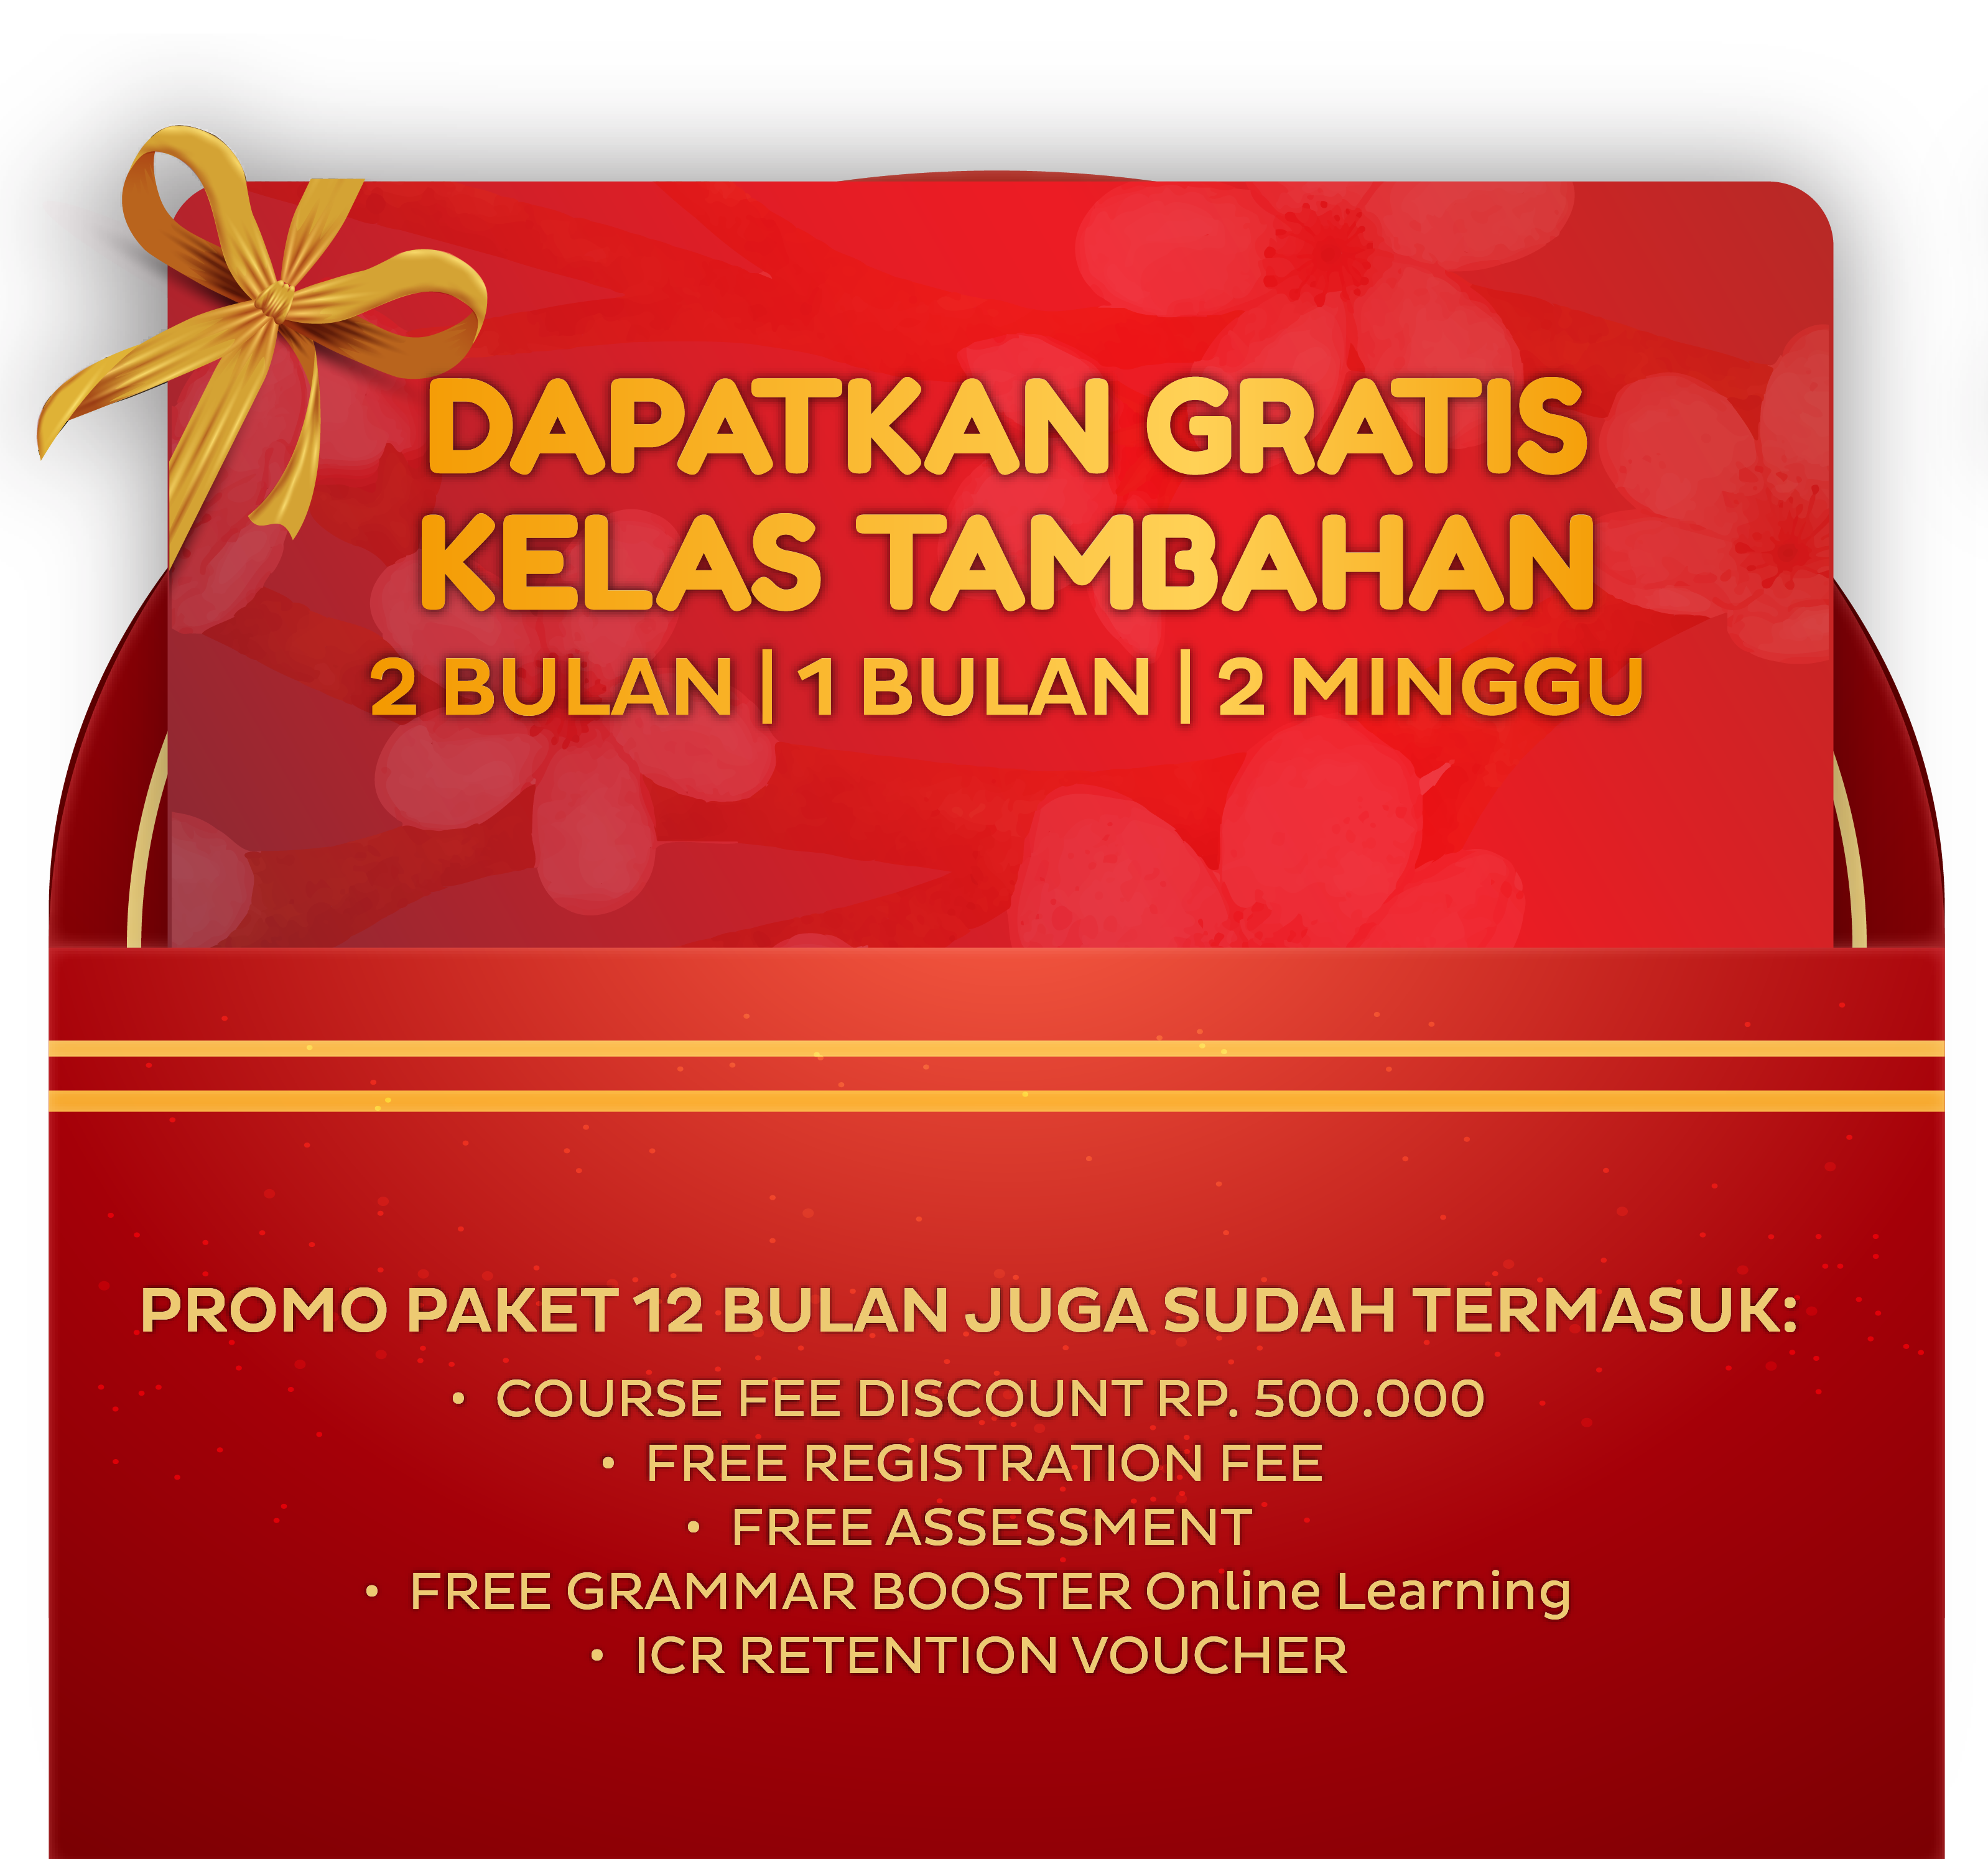 DAPATKAN GRATIS
KELAS TAMBAHAN
2 BULAN | 1 BULAN | 2 MINGGU
PROMO PAKET 12 BULAN JUGA SUDAH TERMASUK:
• COURSE FEE DISCOUNT RP. 500.000
• FREE REGISTRATION FEE
• FREE ASSESSMENT
• FREE GRAMMAR BOOSTER Online Learning
• ICR RETENTION VOUCHER